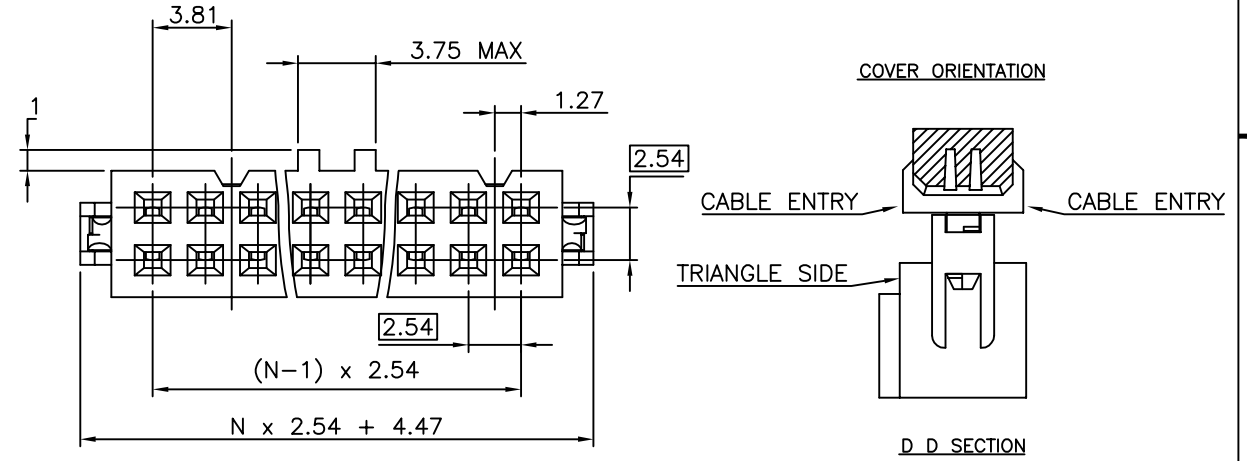 3.81
3.75 MAX
COVER ORIENTATION
1
1.27
2.54
CABLE ENTRY
CABLE ENTRY
TRIANGLE SIDE
2.54
(N-1) x 2.54
N x 2.54 + 4.47
D D SECTION